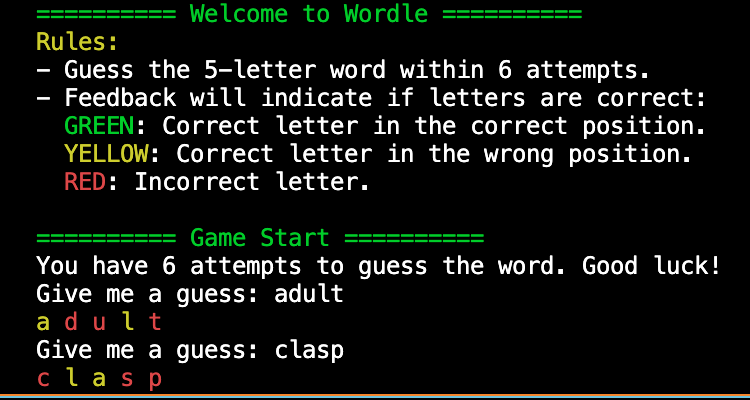 ========== Welcome to Wordle ==========
Rules:
- Guess the 5-letter word within 6 attempts.
- Feedback will indicate if letters are correct:
GREEN: Correct letter in the correct position.
YELLOW: Correct letter in the wrong position.
RED: Incorrect letter.
========== Game Start ==========
You have 6 attempts to guess the word. Good luck!
Give me a guess: adult
a d u l t
Give me a guess: clasp
c l a s p